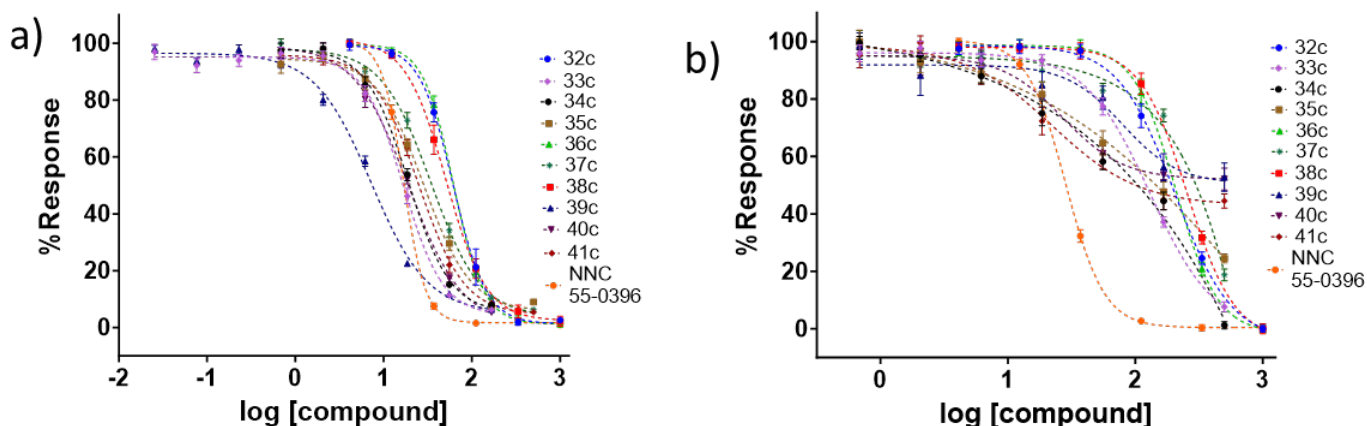 a)
% Response
100
80
60
40
20
0
-2 -1 0 1 2 3
log [compound]
32c
33c
34c
35c
36c
37c
38c
39c
40c
41c
NNC
55-0396
b)
% Response
100
80
60
40
20
0
0 1 2 3
log [compound]
32c
33c
34c
35c
36c
37c
38c
39c
40c
41c
NNC
55-0396